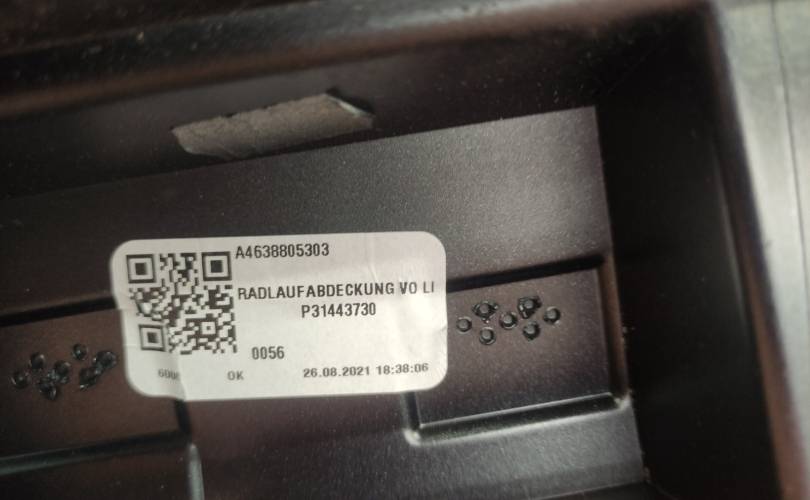 A4638805303
RADLAUFABDECKUNG VO LI
P31443730
0056
OK
26.08.2021 18:38:06